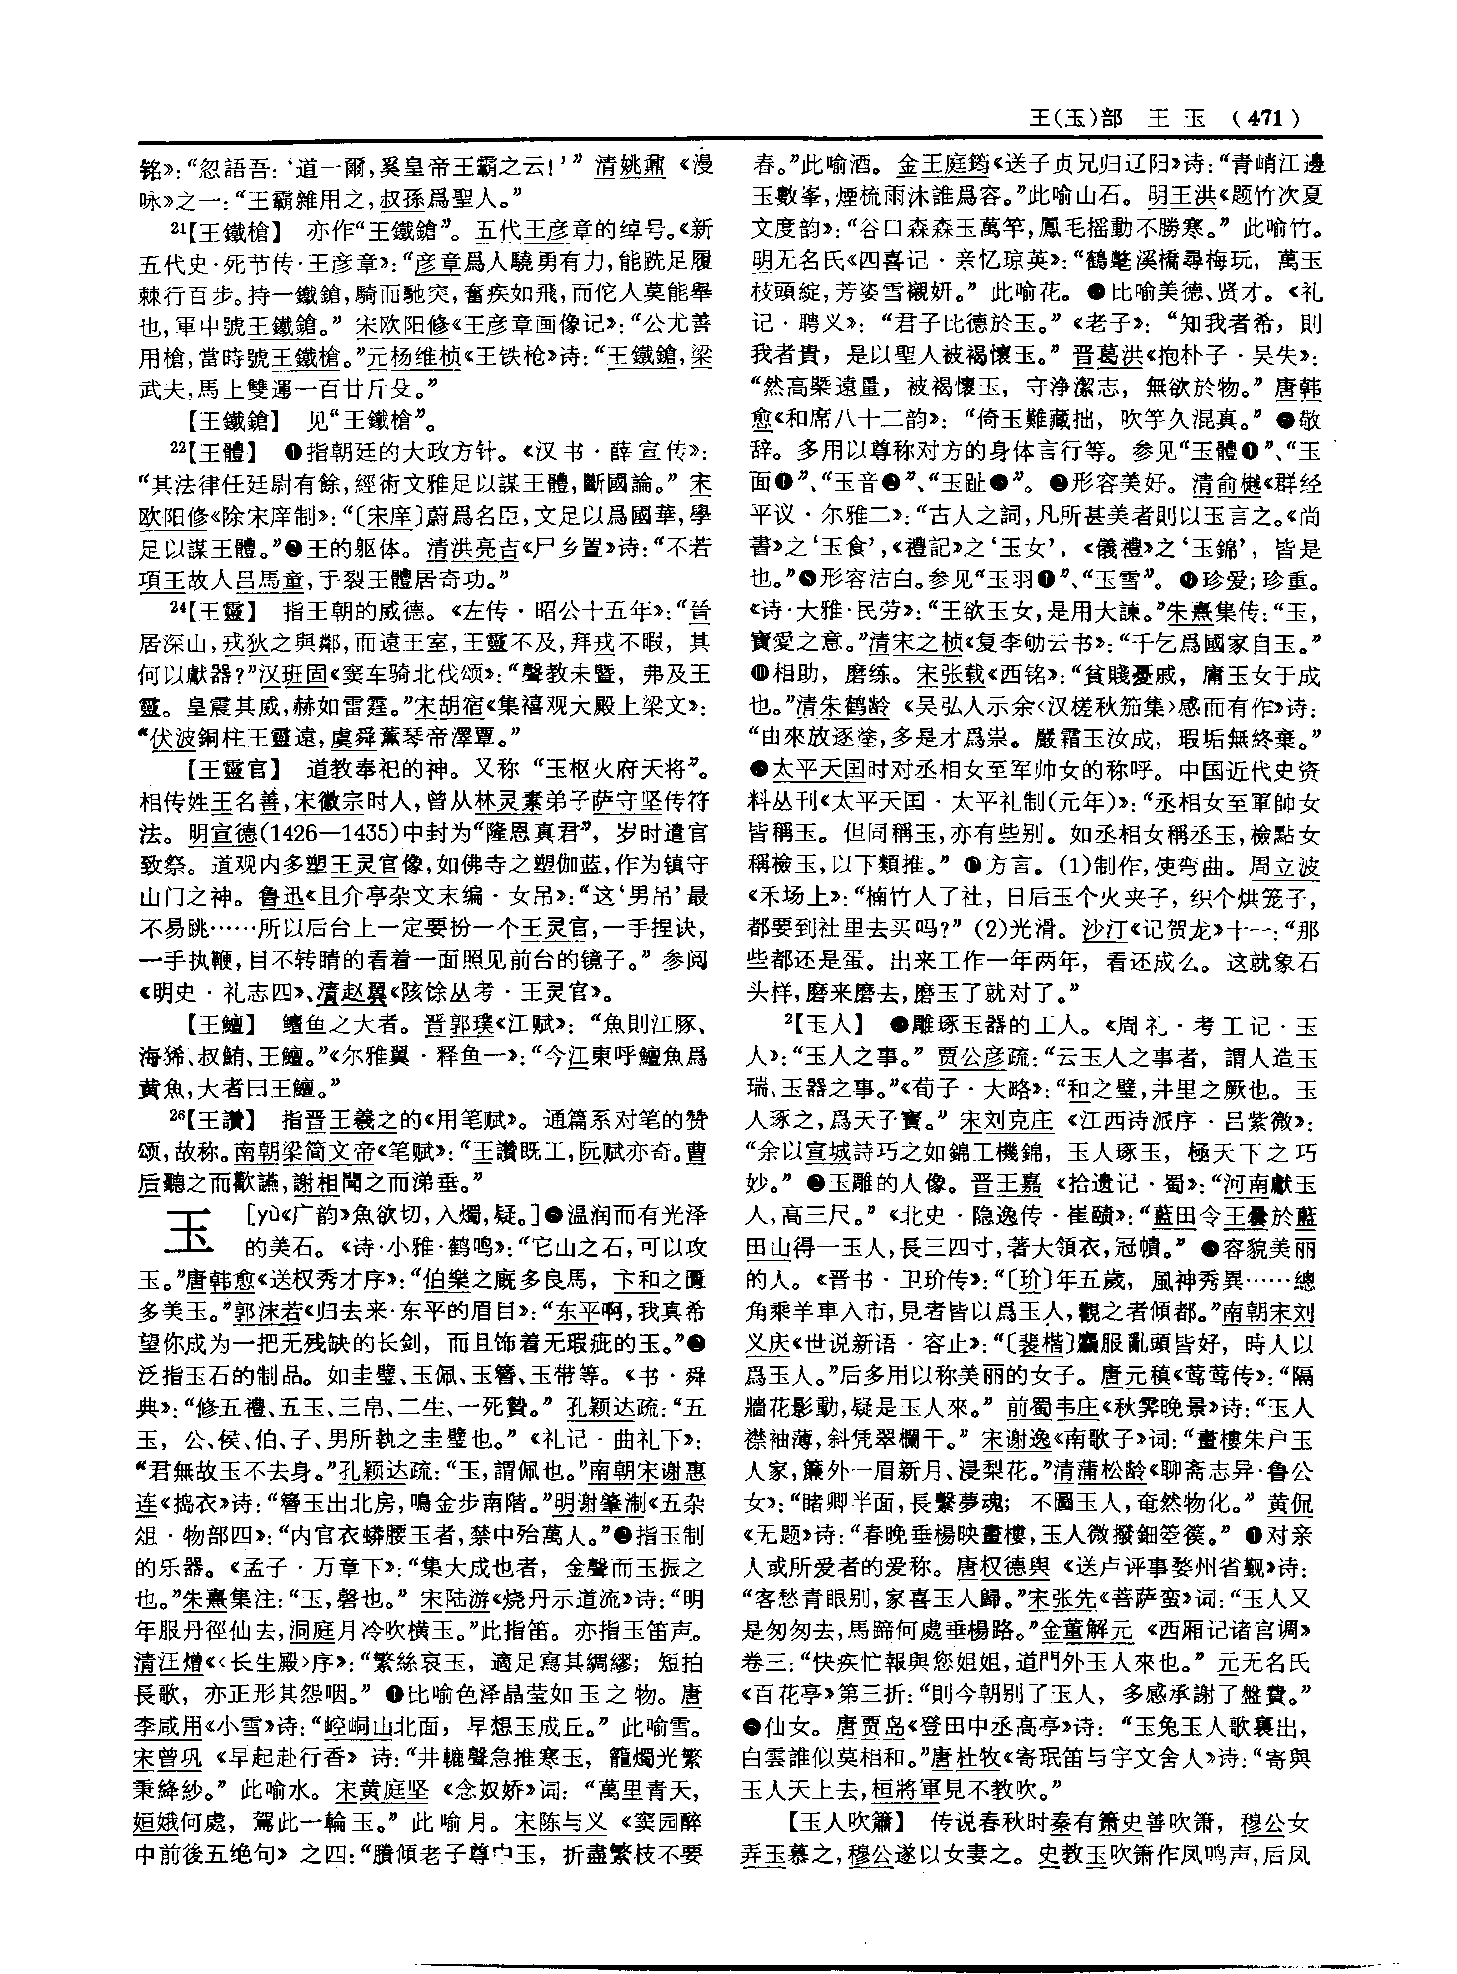 王(玉)部　王　玉　(471)
铭》：“忽語吾：‘道一爾，奚皇帝王霸之云！’”清姚鼐《漫
咏》之一：“王霸雜用之，叔孫爲聖人。”
21【王鐵槍】　亦作“王鐵鎗”。五代王彦章的绰号。《新
五代史·死节传·王彦章》：“彦章爲人驍勇有力，能跣足履
棘行百步。持一鐵鎗，騎而馳突，奮疾如飛，而佗人莫能舉
也，軍中號王鐵鎗。”宋欧阳修《王彦章画像记》：“公尤善
用槍，當時號王鐵槍。”元杨维桢《王铁枪》诗：“王鐵鎗，梁
武夫，馬上雙運一百廿斤殳。”
【王鐵鎗】　见“王鐵槍”。
22【王體】　❶指朝廷的大政方针。《汉书·薛宣传》：
“其法律任廷尉有餘，經術文雅足以謀王體，斷國論。”宋
欧阳修《除宋庠制》：“〔宋庠〕蔚爲名臣，文足以爲國華，學
足以謀王體。”❷王的躯体。清洪亮吉《尸乡置》诗：“不若
項王故人吕馬童，于裂王體居奇功。”
24【王靈】　指王朝的威德。《左传·昭公十五年》：“晉
居深山，戎狄之與鄰，而遠王室，王靈不及，拜戎不暇，其
何以獻器？”汉班固《窦车骑北伐颂》：“聲教未暨，弗及王
靈。皇震其威，赫如雷霆。”宋胡宿《集禧观大殿上梁文》：
“伏波銅柱王靈遠，虞舜薰琴帝澤覃。”
【王靈官】　道教奉祀的神。又称“玉枢火府天将”。
相传姓王名善，宋徽宗时人，曾从林灵素弟子萨守坚传符
法。明宣德(1426—1435)中封为“隆恩真君”，岁时遣官
致祭。道观内多塑王灵官像，如佛寺之塑伽蓝，作为镇守
山门之神。鲁迅《且介亭杂文末编·女吊》：“这‘男吊’最
不易跳……所以后台上一定要扮一个王灵官，一手捏诀，
一手执鞭，目不转睛的看着一面照见前台的镜子。”参阅
《明史·礼志四》、清赵翼《陔馀丛考·王灵官》。
【王鱣】　鱣鱼之大者。晋郭璞《江赋》：“魚則江豚、
海狶、叔鮪、王鱣。”《尔雅翼·释鱼一》：“今江東呼鱣魚爲
黄魚，大者曰王鱣。”
26【王讚】　指晋王羲之的《用笔赋》。通篇系对笔的赞
颂，故称。南朝梁简文帝《笔赋》：“王讚既工，阮赋亦奇。曹
后聽之而歡讌，謝相聞之而涕垂。”
玉　[yù《广韵》魚欲切，入燭，疑。]❶温润而有光泽
的美石。《诗·小雅·鹤鸣》：“它山之石，可以攻
玉。”唐韩愈《送权秀才序》：“伯樂之廐多良馬，卞和之匱
多美玉。”郭沫若《归去来·东平的眉目》：“东平啊，我真希
望你成为一把无残缺的长剑，而且饰着无瑕疵的玉。”❷
泛指玉石的制品。如圭璧、玉佩、玉簪、玉带等。《书·舜
典》：“修五禮、五玉、三帛、二生、一死贄。”孔颖达疏：“五
玉，公、侯、伯、子、男所執之圭璧也。”《礼记·曲礼下》：
“君無故玉不去身。”孔颖达疏：“玉，謂佩也。”南朝宋谢惠
连《捣衣》诗：“簪玉出北房，鳴金步南階。”明谢肇淛《五杂
俎·物部四》：“内官衣蟒腰玉者，禁中殆萬人。”❸指玉制
的乐器。《孟子·万章下》：“集大成也者，金聲而玉振之
也。”朱熹集注：“玉，磬也。”宋陆游《烧丹示道流》诗：“明
年服丹徑仙去，洞庭月冷吹横玉。”此指笛。亦指玉笛声。
清汪熷《〈长生殿〉序》：“繁絲哀玉，適足寫其綢繆；短拍
長歌，亦正形其怨咽。”❹比喻色泽晶莹如玉之物。唐
李咸用《小雪》诗：“崆峒山北面，早想玉成丘。”此喻雪。
宋曾巩《早起赴行香》诗：“井轆聲急推寒玉，籠燭光繁
秉絳紗。”此喻水。宋黄庭坚《念奴娇》词：“萬里青天，
姮娥何處，駕此一輪玉。”此喻月。宋陈与义《窦园醉
中前後五绝句》之四：“賸傾老子尊中玉，折盡繁枝不要
春。”此喻酒。金王庭筠《送子贞兄归辽阳》诗：“青峭江邊
玉數峯，煙梳雨沐誰爲容。”此喻山石。明王洪《题竹次夏
文度韵》：“谷口森森玉萬竿，鳳毛摇動不勝寒。”此喻竹。
明无名氏《四喜记·亲忆琼英》：“鶴氅溪橋尋梅玩，萬玉
枝頭綻，芳姿雪襯妍。”此喻花。❺比喻美德、贤才。《礼
记·聘义》：“君子比德於玉。”《老子》：“知我者希，則
我者貴，是以聖人被褐懷玉。”晋葛洪《抱朴子·吴失》：
“然高槩遠量，被褐懷玉，守浄潔志，無欲於物。”唐韩
愈《和席八十二韵》：“倚玉難藏拙，吹竽久混真。”❻敬
辞。多用以尊称对方的身体言行等。参见“玉體❶”、“玉
面❶”、“玉音❷”、“玉趾❸”。❼形容美好。清俞樾《群经
平议·尔雅二》：“古人之詞，凡所甚美者則以玉言之。《尚
書》之‘玉食’，《禮記》之‘玉女’，《儀禮》之‘玉錦’，皆是
也。”❽形容洁白。参见“玉羽❶”、“玉雪”。❾珍爱；珍重。
《诗·大雅·民劳》：“王欲玉女，是用大諫。”朱熹集传：“玉，
寶愛之意。”清宋之桢《复李劬云书》：“千乞爲國家自玉。”
❿相助，磨练。宋张载《西铭》：“貧賤憂戚，庸玉女于成
也。”清朱鹤龄《吴弘人示余〈汉槎秋笳集〉感而有作》诗：
“由來放逐塗，多是才爲祟。嚴霜玉汝成，瑕垢無終棄。”
⓫太平天国时对丞相女至军帅女的称呼。中国近代史资
料丛刊《太平天国·太平礼制(元年)》：“丞相女至軍帥女
皆稱玉。但同稱玉，亦有些别。如丞相女稱丞玉，檢點女
稱檢玉，以下類推。”⓬方言。(1)制作，使弯曲。周立波
《禾场上》：“楠竹人了社，日后玉个火夹子，织个烘笼子，
都要到社里去买吗？”(2)光滑。沙汀《记贺龙》十一：“那
些都还是蛋。出来工作一年两年，看还成么。这就象石
头样，磨来磨去，磨玉了就对了。”
2【玉人】　❶雕琢玉器的工人。《周礼·考工记·玉
人》：“玉人之事。”贾公彦疏：“云玉人之事者，謂人造玉
瑞、玉器之事。”《荀子·大略》：“和之璧，井里之厥也。玉
人琢之，爲天子寶。”宋刘克庄《江西诗派序·吕紫微》：
“余以宣城詩巧之如錦工機錦，玉人琢玉，極天下之巧
妙。”❷玉雕的人像。晋王嘉《拾遗记·蜀》：“河南獻玉
人，高三尺。”《北史·隐逸传·崔赜》：“藍田令王曇於藍
田山得一玉人，長三四寸，著大領衣，冠幘。”❸容貌美丽
的人。《晋书·卫玠传》：“〔玠〕年五歲，風神秀異……總
角乘羊車入市，見者皆以爲玉人，觀之者傾都。”南朝宋刘
义庆《世说新语·容止》：“〔裴楷〕麤服亂頭皆好，時人以
爲玉人。”后多用以称美丽的女子。唐元稹《莺莺传》：“隔
牆花影動，疑是玉人來。”前蜀韦庄《秋霁晚景》诗：“玉人
襟袖薄，斜凭翠欄干。”宋谢逸《南歌子》词：“畫樓朱户玉
人家，簾外一眉新月、浸梨花。”清蒲松龄《聊斋志异·鲁公
女》：“睹卿半面，長繫夢魂；不圖玉人，奄然物化。”黄侃
《无题》诗：“春晚垂楊映畫樓，玉人微撥鈿箜篌。”❹对亲
人或所爱者的爱称。唐权德舆《送卢评事婺州省觐》诗：
“客愁青眼别，家喜玉人歸。”宋张先《菩萨蛮》词：“玉人又
是匆匆去，馬蹄何處垂楊路。”金董解元《西厢记诸宫调》
卷三：“快疾忙報與您姐姐，道門外玉人來也。”元无名氏
《百花亭》第三折：“則今朝别了玉人，多感承謝了盤費。”
❺仙女。唐贾岛《登田中丞高亭》诗：“玉兔玉人歌裏出，
白雲誰似莫相和。”唐杜牧《寄珉笛与宇文舍人》诗：“寄與
玉人天上去，桓將軍見不教吹。”
【玉人吹簫】　传说春秋时秦有箫史善吹箫，穆公女
弄玉慕之，穆公遂以女妻之。史教玉吹箫作凤鸣声，后凤